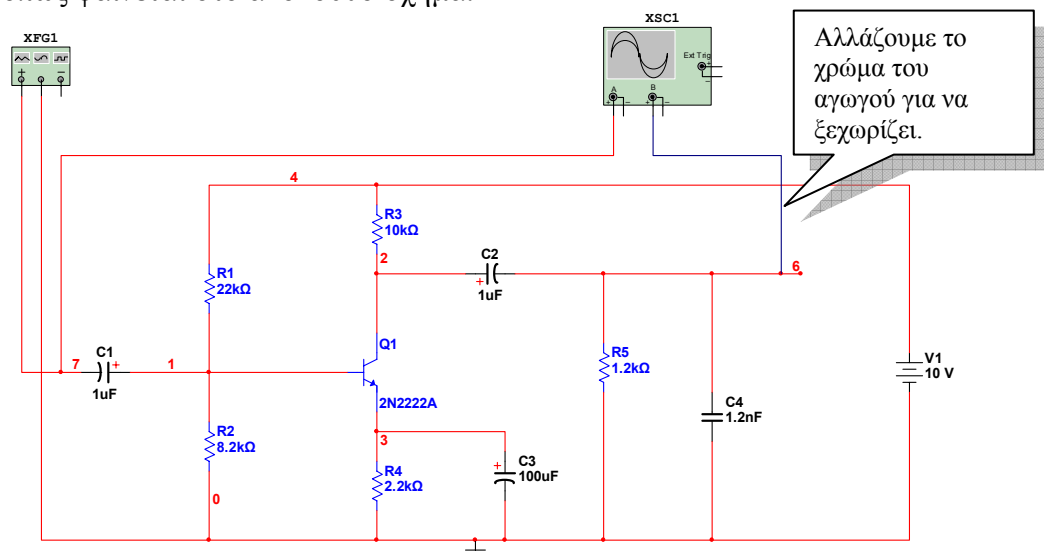 XFG1
XSC1
Ext Trig
A
B
Αλλάζουμε το
χρώμα του
αγωγού για να
ξεχωρίζει.
4
R3
10kΩ
2
C2
1uF
6
R1
22kΩ
Q1
2N2222A
7
C1
1uF
1
R5
1.2kΩ
V1
10 V
C4
1.2nF
R2
8.2kΩ
3
R4
2.2kΩ
C3
100uF
0